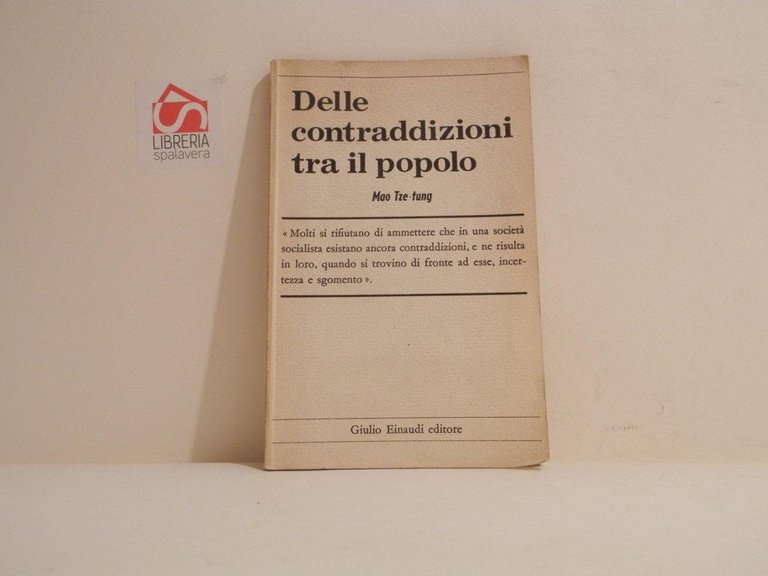 LIBRERIA
spalavera
Delle
contraddizioni
tra il popolo
Mao Tze-tung
« Molti si rifiutano di ammettere che in una società
socialista esistano ancora contraddizioni, e ne risulta
in loro, quando si trovino di fronte ad esse, incer-
tezza e sgomento ».
Giulio Einaudi editore